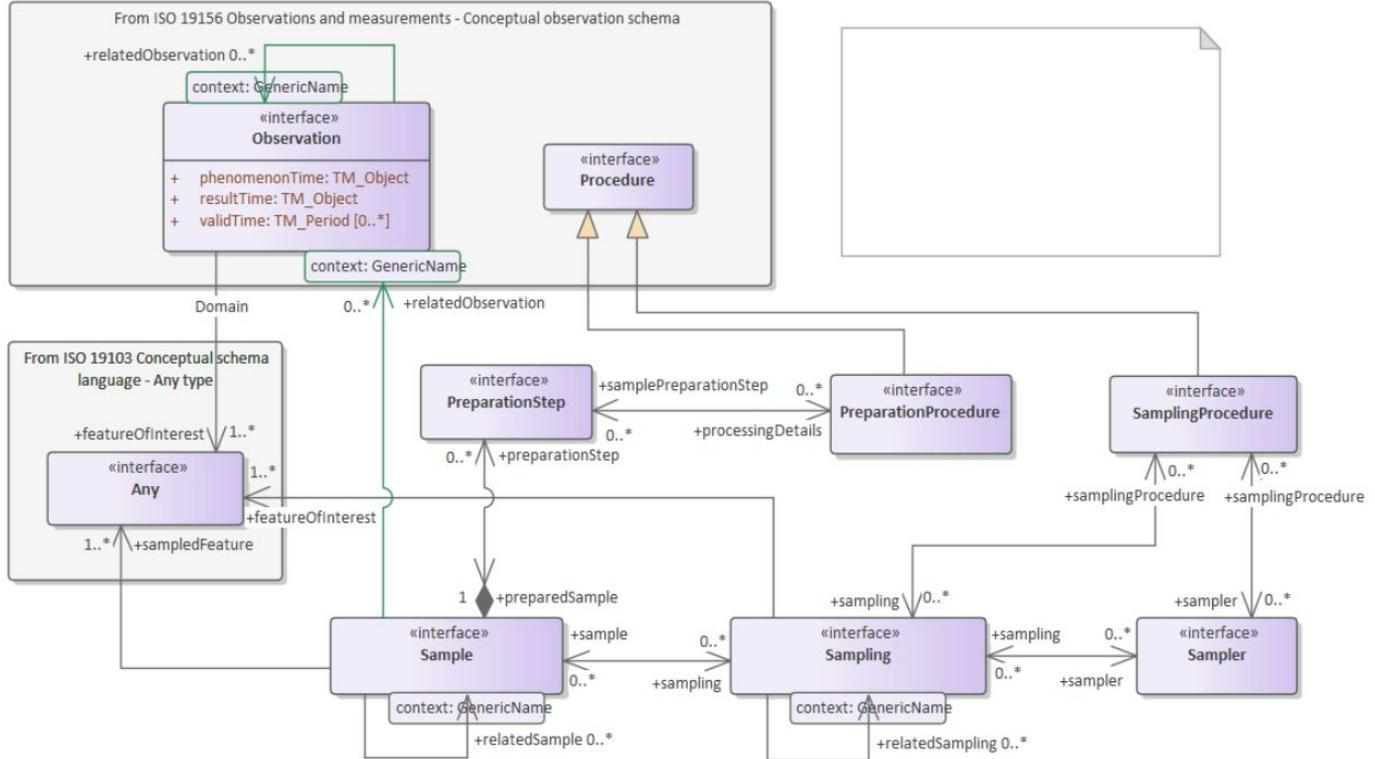 From ISO 19156 Observations and measurements - Conceptual observation schema
+relatedObservation 0..*
context: GenericName
«interface»
Observation
+ phenomenonTime: TM_Object
+ resultTime: TM_Object
+ validTime: TM_Period [0..*]
«interface»
Procedure
context: GenericName
Domain
0..*
+relatedObservation
From ISO 19103 Conceptual schema
language - Any type
+featureOfInterest
1..*
«interface»
Any
1..*
+featureOfInterest
1..*
+sampledFeature
«interface»
PreparationStep
+samplePreparationStep
0..*
0..*
+processingDetails
«interface»
PreparationProcedure
«interface»
SamplingProcedure
0..*
+preparationStep
0..*
+samplingProcedure
0..*
+samplingProcedure
1
+preparedSample
+sampling
0..*
+sampler
0..*
«interface»
Sample
+sample
0..*
0..*
+sampling
«interface»
Sampling
+sampling
0..*
0..*
+sampler
«interface»
Sampler
context: GenericName
+relatedSample 0..*
context: GenericName
+relatedSampling 0..*